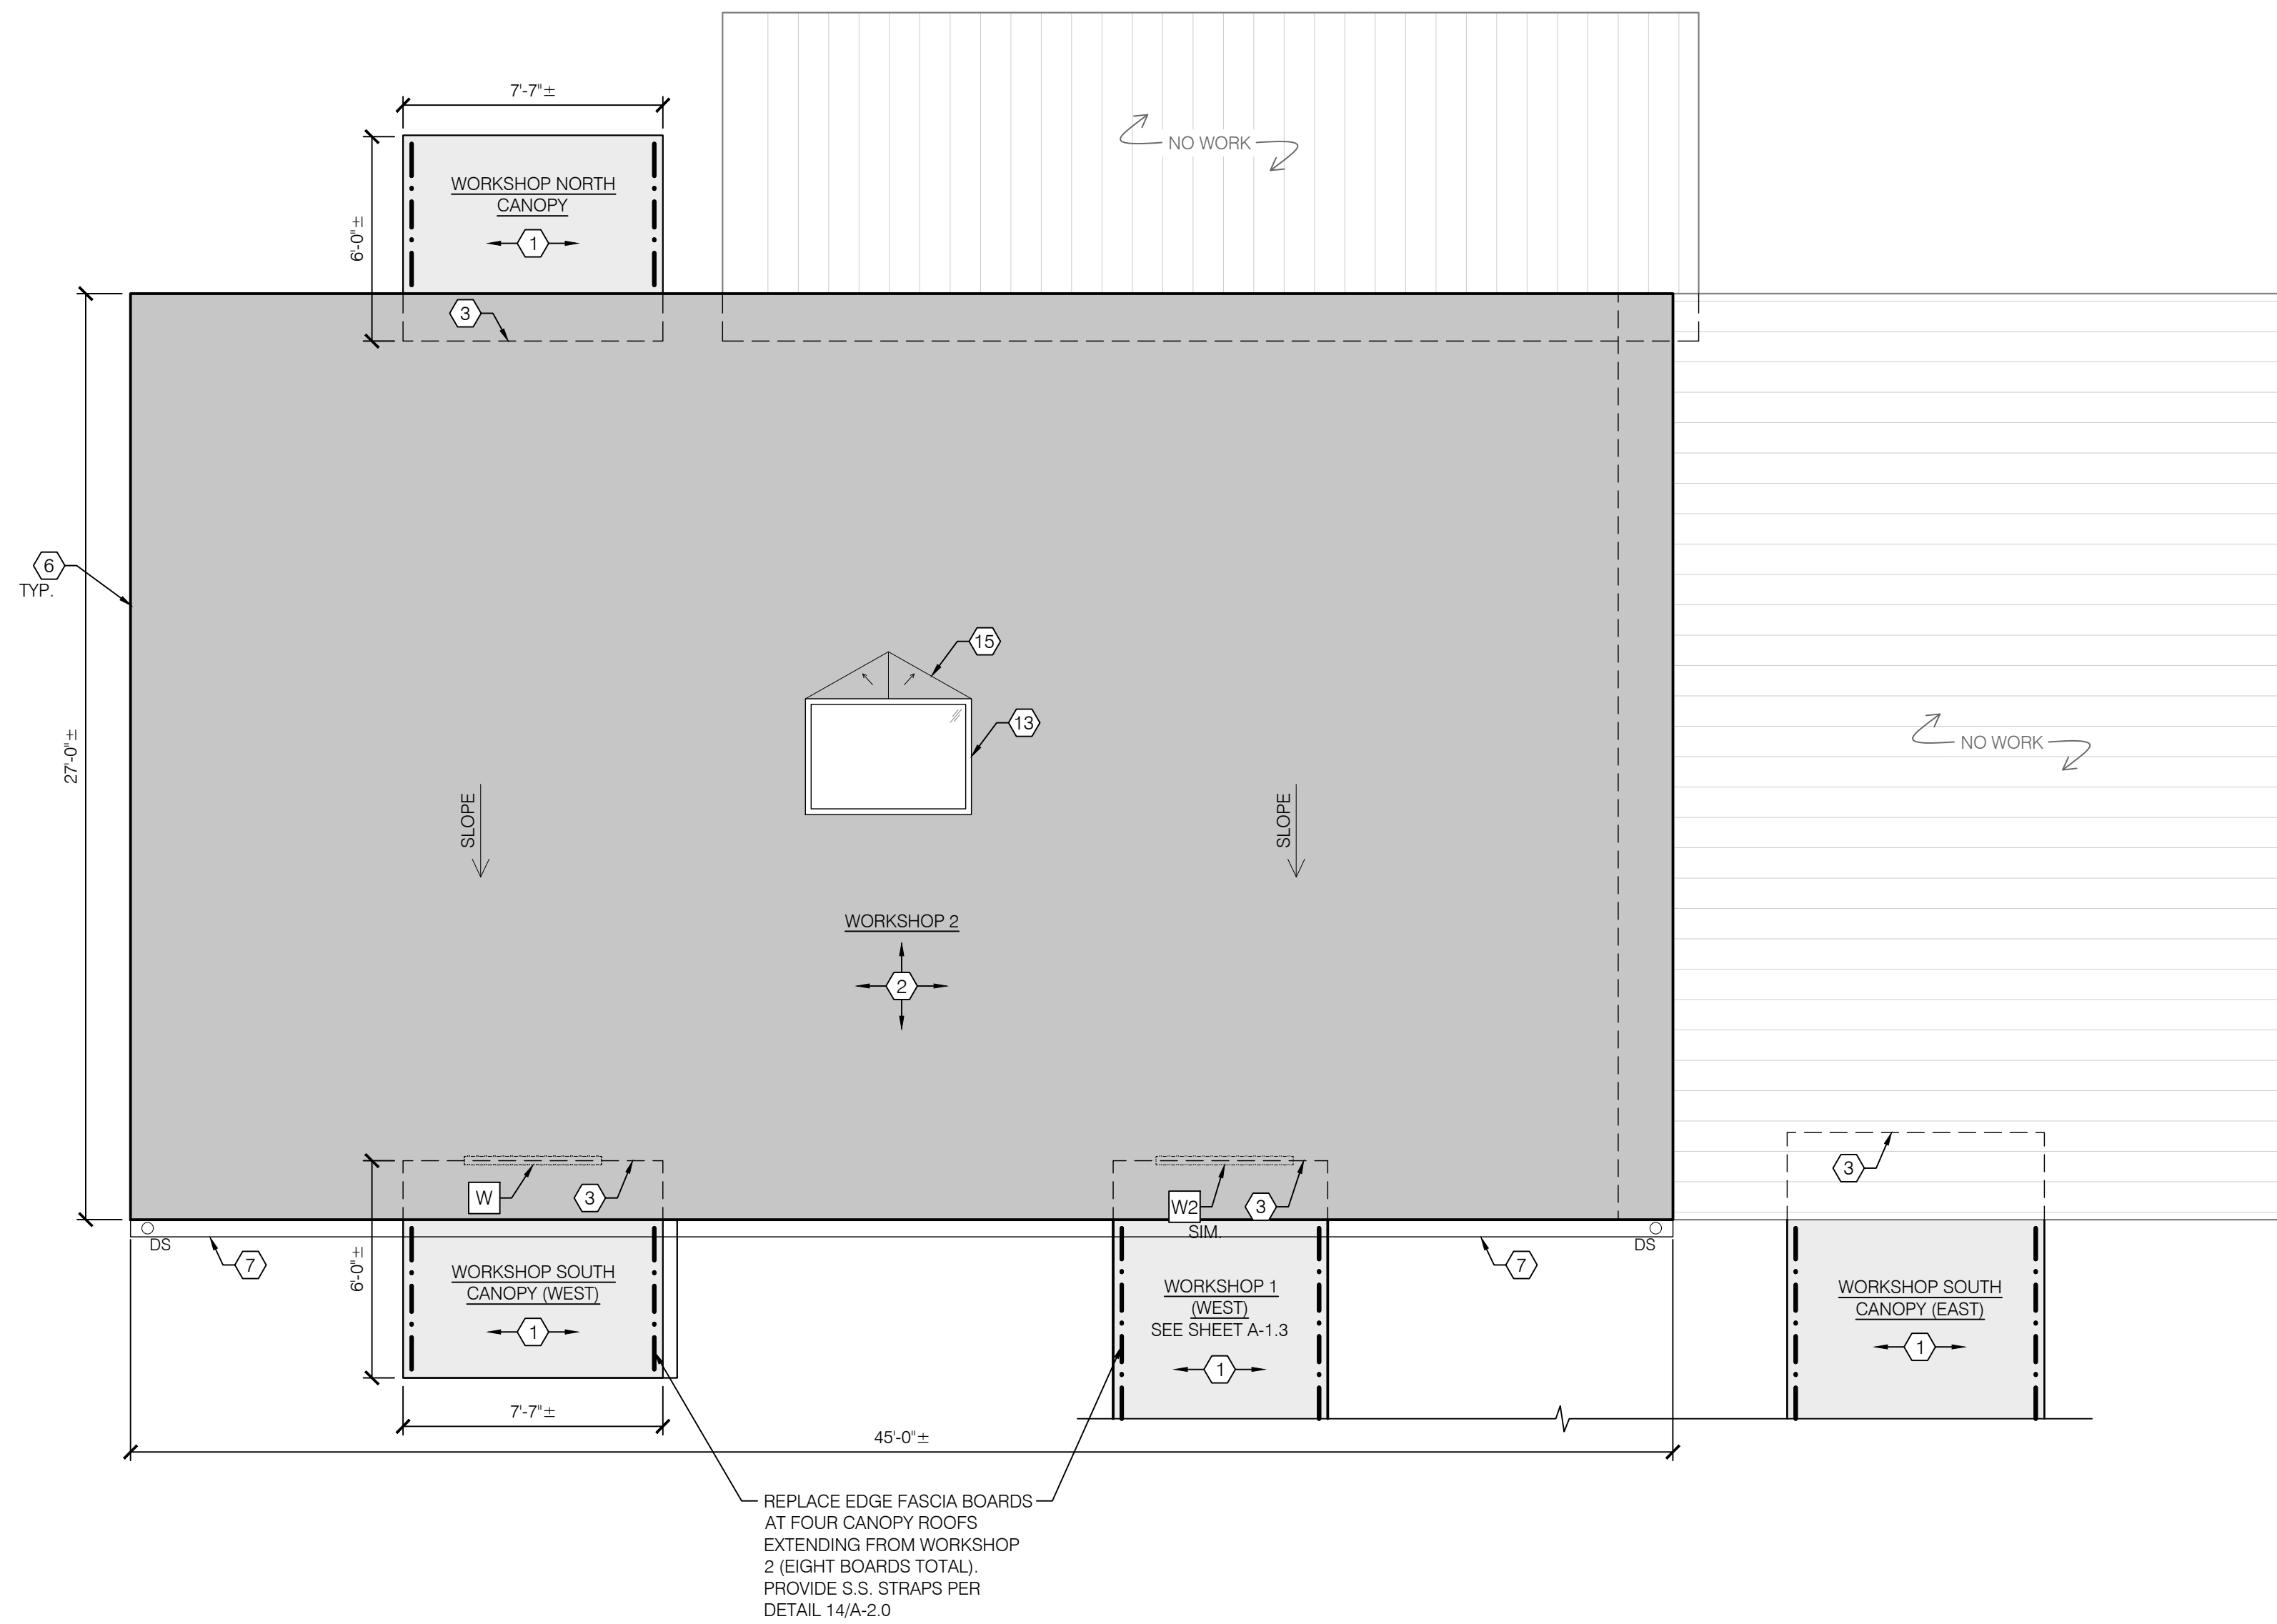 7'-7"±
NO WORK
WORKSHOP NORTH
CANOPY
1
6'-0"±
3
6
TYP.
27'-0"±
15
13
NO WORK
SLOPE
SLOPE
WORKSHOP 2
2
W
3
W2
SIM.
3
3
DS
7
DS
7
6'-0"±
WORKSHOP SOUTH
CANOPY (WEST)
1
WORKSHOP 1
(WEST)
SEE SHEET A-1.3
1
WORKSHOP SOUTH
CANOPY (EAST)
1
7'-7"±
45'-0"±
REPLACE EDGE FASCIA BOARDS
AT FOUR CANOPY ROOFS
EXTENDING FROM WORKSHOP
2 (EIGHT BOARDS TOTAL).
PROVIDE S.S. STRAPS PER
DETAIL 14/A-2.0